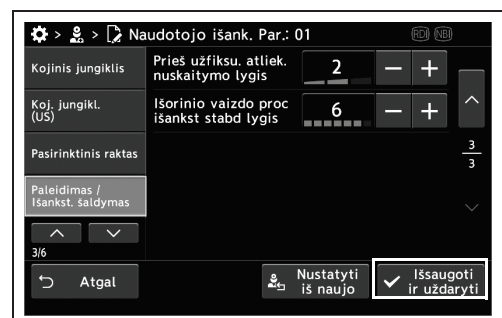 > > Naudotojo išank. Par.: 01 RDI NBI
Kojinis jungiklis
Koj. jungikl.
(US)
Pasirinktinis raktas
Paleidimas /
Išankst. šaldymas
3/6
Prieš užfiksu. atliek.
nuskaitymo lygis
2
Išorinio vaizdo proc
išankst stabd lygis
6
3
3
Atgal
Nustatyti
iš naujo
Išsaugoti
ir uždaryti